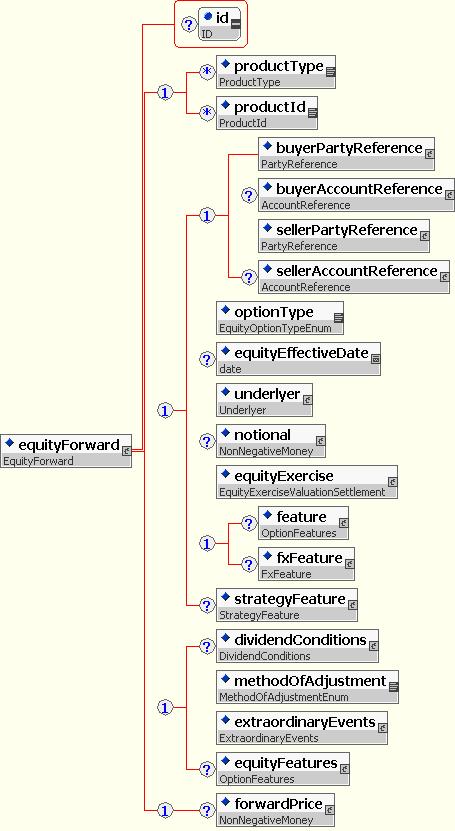 ? id
ID
* productType
ProductType
1
* productId
ProductId
buyerPartyReference
PartyReference
? buyerAccountReference
AccountReference
1
sellerPartyReference
PartyReference
? sellerAccountReference
AccountReference
optionType
EquityOptionTypeEnum
? equityEffectiveDate
date
underlyer
Underlyer
1
? notional
NonNegativeMoney
equityForward
EquityForward
equityExercise
EquityExerciseValuationSettlement
? feature
OptionFeatures
1
? fxFeature
FxFeature
? strategyFeature
StrategyFeature
? dividendConditions
DividendConditions
methodOfAdjustment
MethodOfAdjustmentEnum
1
extraordinaryEvents
ExtraordinaryEvents
? equityFeatures
OptionFeatures
1 ? forwardPrice
NonNegativeMoney